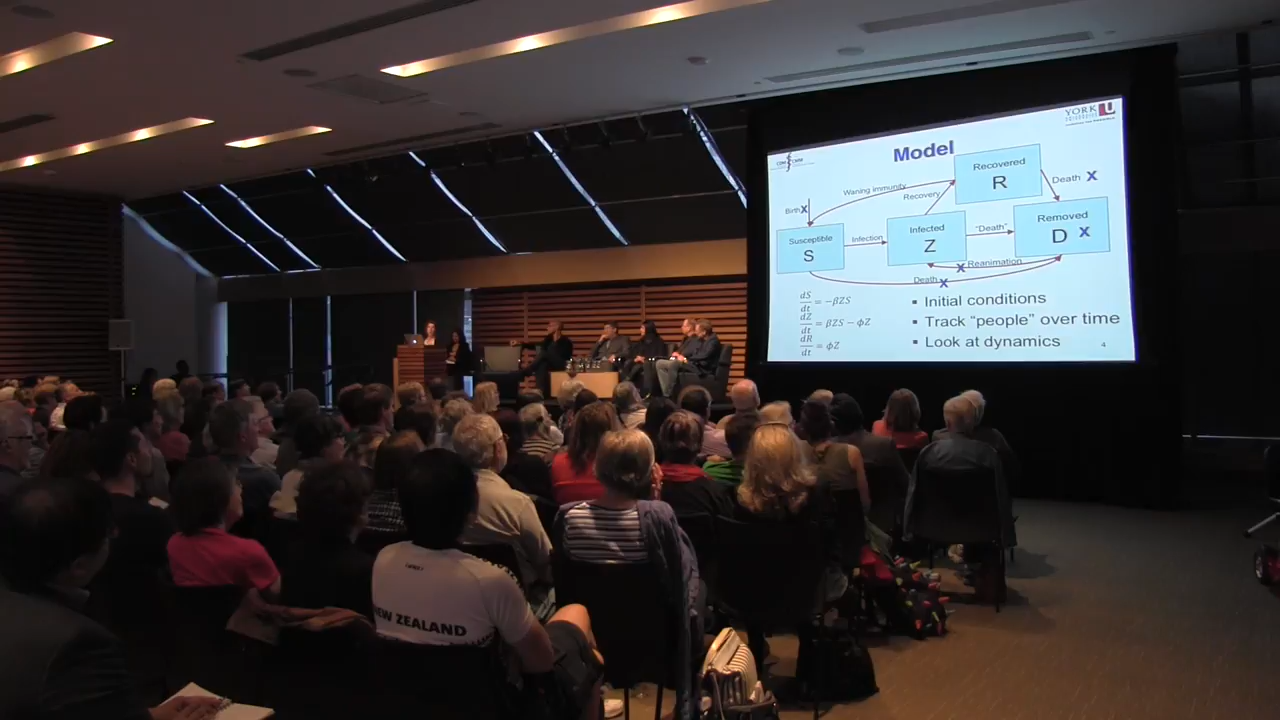 YORK U
Model
Recovered
R
Waning immunity
Recovery
Death X
Birth X
Susceptible
S
Infection
Infected
Z
"Death"
Removed
D X
X Reanimation
Death X
dS/dt = −βZS
dZ/dt = βZS − ϕZ
dR/dt = ϕZ
▪ Initial conditions
▪ Track "people" over time
▪ Look at dynamics
4
NEW ZEALAND